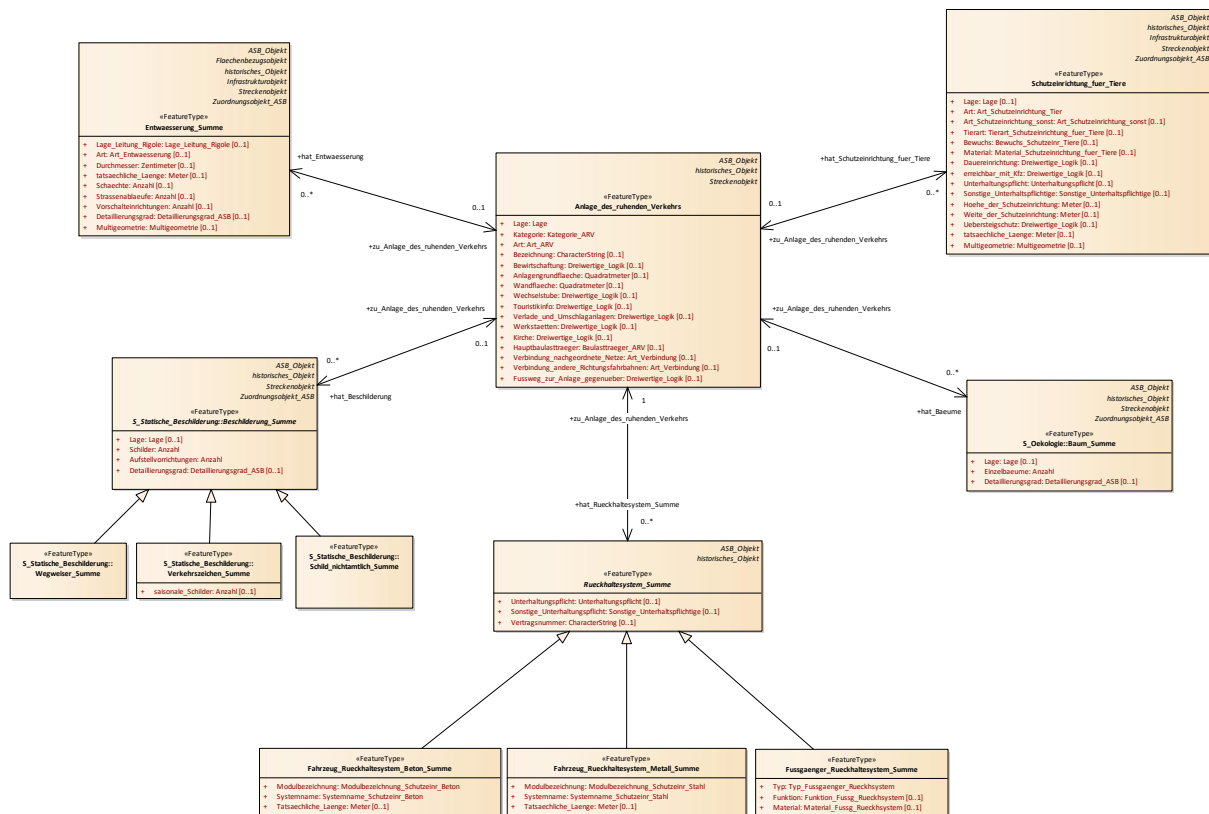 ASB_Objekt
Flaechenbezugsobjekt
historisches_Objekt
Infrastrukturobjekt
Streckenobjekt
Zuordnungsobjekt_ASB
«FeatureType»
Entwaesserung_Summe
+ Lage_Leitung_Rigole: Lage_Leitung_Rigole [0..1]
+ Art: Art_Entwaesserung [0..1]
+ Durchmesser: Zentimeter [0..1]
+ tatsaechliche_Laenge: Meter [0..1]
+ Schaechte: Anzahl [0..1]
+ Strassenablaeufe: Anzahl [0..1]
+ Vorschalteinrichtungen: Anzahl [0..1]
+ Detaillierungsgrad: Detaillierungsgrad_ASB [0..1]
+ Multigeometrie: Multigeometrie [0..1]
+hat_Entwaesserung
0..*
0..1
+zu_Anlage_des_ruhenden_Verkehrs
ASB_Objekt
historisches_Objekt
Streckenobjekt
«FeatureType»
Anlage_des_ruhenden_Verkehrs
+ Lage: Lage
+ Kategorie: Kategorie_ARV
+ Art: Art_ARV
+ Bezeichnung: CharacterString [0..1]
+ Bewirtschaftung: Dreiwertige_Logik [0..1]
+ Anlagengrundflaeche: Quadratmeter [0..1]
+ Wandflaeche: Quadratmeter [0..1]
+ Wechselstube: Dreiwertige_Logik [0..1]
+ Touristikinfo: Dreiwertige_Logik [0..1]
+ Verlade_und_Umschlaganlagen: Dreiwertige_Logik [0..1]
+ Werkstaetten: Dreiwertige_Logik [0..1]
+ Kirche: Dreiwertige_Logik [0..1]
+ Hauptbaulasttraeger: Baulasttraeger_ARV [0..1]
+ Verbindung_nachgeordnete_Netze: Art_Verbindung [0..1]
+ Verbindung_andere_Richtungsfahrbahnen: Art_Verbindung [0..1]
+ Fussweg_zur_Anlage_gegenueber: Dreiwertige_Logik [0..1]
ASB_Objekt
historisches_Objekt
Infrastrukturobjekt
Streckenobjekt
Zuordnungsobjekt_ASB
«FeatureType»
Schutzeinrichtung_fuer_Tiere
+ Lage: Lage [0..1]
+ Art: Art_Schutzeinrichtung_Tier
+ Art_Schutzeinrichtung_sonst: Art_Schutzeinrichtung_sonst [0..1]
+ Tierart: Tierart_Schutzeinrichtung_fuer_Tiere [0..1]
+ Bewuchs: Bewuchs_Schutzeinr_Tiere [0..1]
+ Material: Material_Schutzeinrichtung_fuer_Tiere [0..1]
+ Dauereinrichtung: Dreiwertige_Logik [0..1]
+ erreichbar_mit_Kfz: Dreiwertige_Logik [0..1]
+ Unterhaltungspflicht: Unterhaltungspflicht [0..1]
+ Sonstige_Unterhaltspflichtige: Sonstige_Unterhaltspflichtige [0..1]
+ Hoehe_der_Schutzeinrichtung: Meter [0..1]
+ Weite_der_Schutzeinrichtung: Meter [0..1]
+ Uebersteigschutz: Dreiwertige_Logik [0..1]
+ tatsaechliche_Laenge: Meter [0..1]
+ Multigeometrie: Multigeometrie [0..1]
+hat_Schutzeinrichtung_fuer_Tiere
0..*
0..1
+zu_Anlage_des_ruhenden_Verkehrs
+zu_Anlage_des_ruhenden_Verkehrs
0..1
0..*
+hat_Beschilderung
ASB_Objekt
historisches_Objekt
Streckenobjekt
Zuordnungsobjekt_ASB
«FeatureType»
S_Statische_Beschilderung::Beschilderung_Summe
+ Lage: Lage [0..1]
+ Schilder: Anzahl
+ Aufstellvorrichtungen: Anzahl
+ Detaillierungsgrad: Detaillierungsgrad_ASB [0..1]
+zu_Anlage_des_ruhenden_Verkehrs
0..1
0..*
+hat_Baeume
ASB_Objekt
historisches_Objekt
Streckenobjekt
Zuordnungsobjekt_ASB
«FeatureType»
S_Oekologie::Baum_Summe
+ Lage: Lage [0..1]
+ Einzelbaeume: Anzahl
+ Detaillierungsgrad: Detaillierungsgrad_ASB [0..1]
1
+zu_Anlage_des_ruhenden_Verkehrs
+hat_Rueckhaltesystem_Summe
0..*
«FeatureType»
S_Statische_Beschilderung::
Wegweiser_Summe
«FeatureType»
S_Statische_Beschilderung::
Verkehrszeichen_Summe
+ saisonale_Schilder: Anzahl [0..1]
«FeatureType»
S_Statische_Beschilderung::
Schild_nichtamtlich_Summe
ASB_Objekt
historisches_Objekt
«FeatureType»
Rueckhaltesystem_Summe
+ Unterhaltungspflicht: Unterhaltungspflicht [0..1]
+ Sonstige_Unterhaltungspflicht: Sonstige_Unterhaltspflichtige [0..1]
+ Vertragsnummer: CharacterString [0..1]
«FeatureType»
Fahrzeug_Rueckhaltesystem_Beton_Summe
+ Modulbezeichnung: Modulbezeichnung_Schutzeinr_Beton
+ Systemname: Systemname_Schutzeinr_Beton
+ Tatsaechliche_Laenge: Meter [0..1]
«FeatureType»
Fahrzeug_Rueckhaltesystem_Metall_Summe
+ Modulbezeichnung: Modulbezeichnung_Schutzeinr_Stahl
+ Systemname: Systemname_Schutzeinr_Stahl
+ Tatsaechliche_Laenge: Meter [0..1]
«FeatureType»
Fussgaenger_Rueckhaltesystem_Summe
+ Typ: Typ_Fussgaenger_Rueckhsystem
+ Funktion: Funktion_Fussg_Rueckhsystem [0..1]
+ Material: Material_Fussg_Rueckhsystem [0..1]